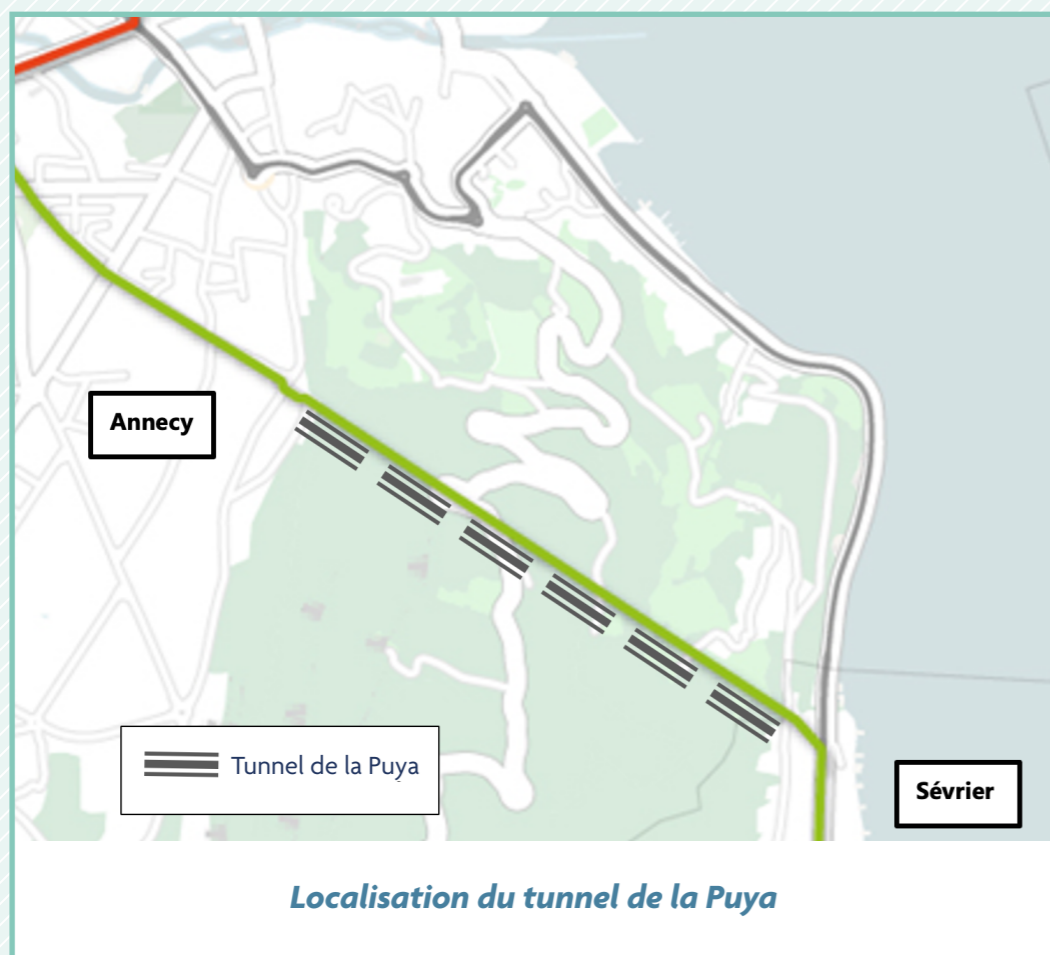 Annecy
Tunnel de la Puya
Sévrier
Localisation du tunnel de la Puya